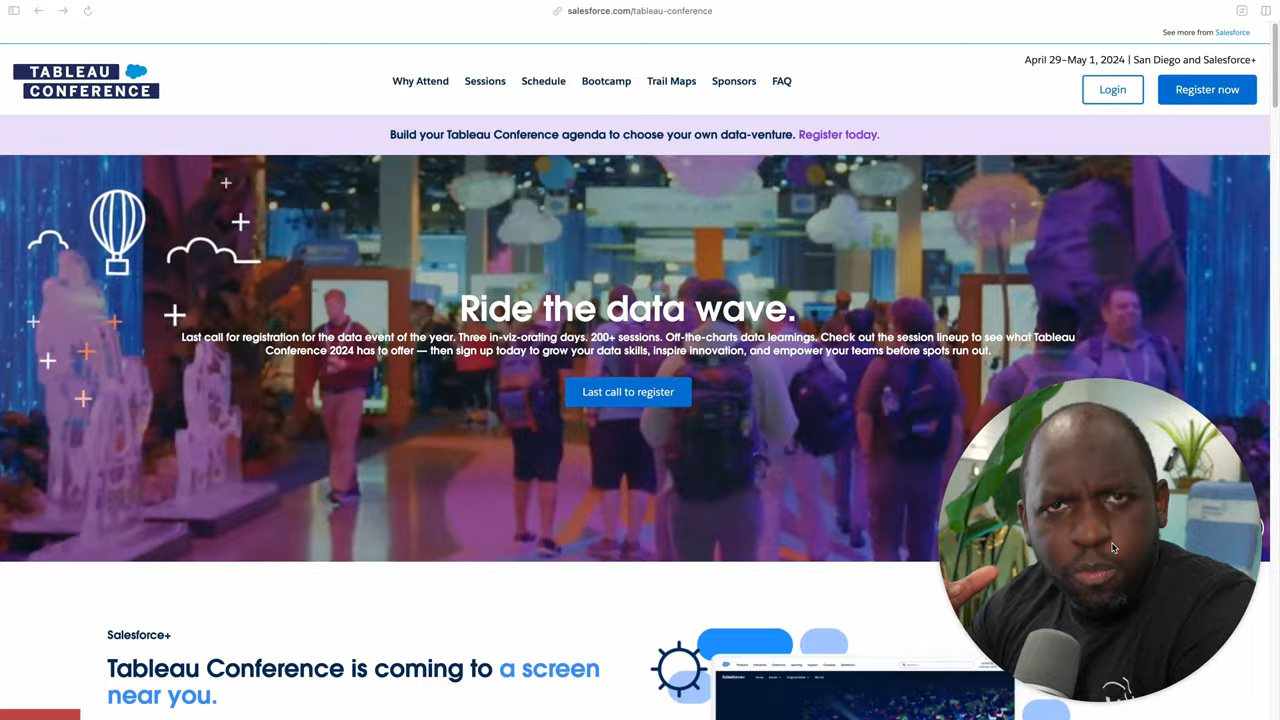 salesforce.com/tableau-conference
See more from Salesforce
TABLEAU
CONFERENCE
Why Attend Sessions Schedule Bootcamp Trail Maps Sponsors FAQ
April 29–May 1, 2024 | San Diego and Salesforce+
Login Register now
Build your Tableau Conference agenda to choose your own data-venture. Register today.
Ride the data wave.
Last call for registration for the data event of the year. Three in-viz-orating days. 200+ sessions. Off-the-charts data learnings. Check out the session lineup to see what Tableau
Conference 2024 has to offer — then sign up today to grow your data skills, inspire innovation, and empower your teams before spots run out.
Last call to register
Salesforce+
Tableau Conference is coming to a screen
near you.